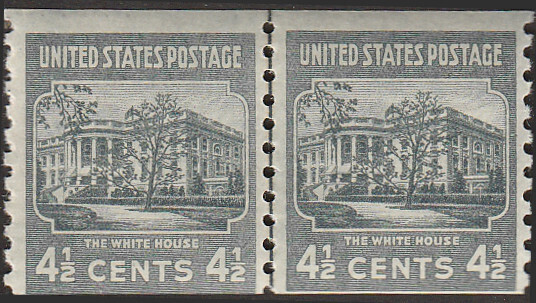 UNITED STATES POSTAGE
THE WHITE HOUSE
4½ CENTS 4½
UNITED STATES POSTAGE
THE WHITE HOUSE
4½ CENTS 4½